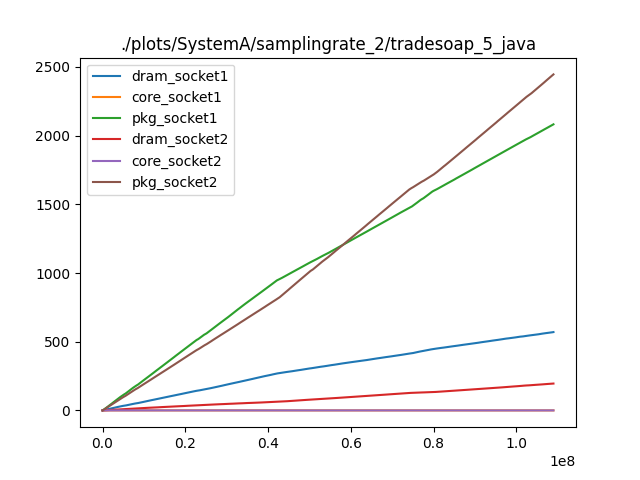 ./plots/SystemA/samplingrate_2/tradesoap_5_java
2500
2000
1500
1000
500
0
dram_socket1
core_socket1
pkg_socket1
dram_socket2
core_socket2
pkg_socket2
0.0 0.2 0.4 0.6 0.8 1.0
1e8